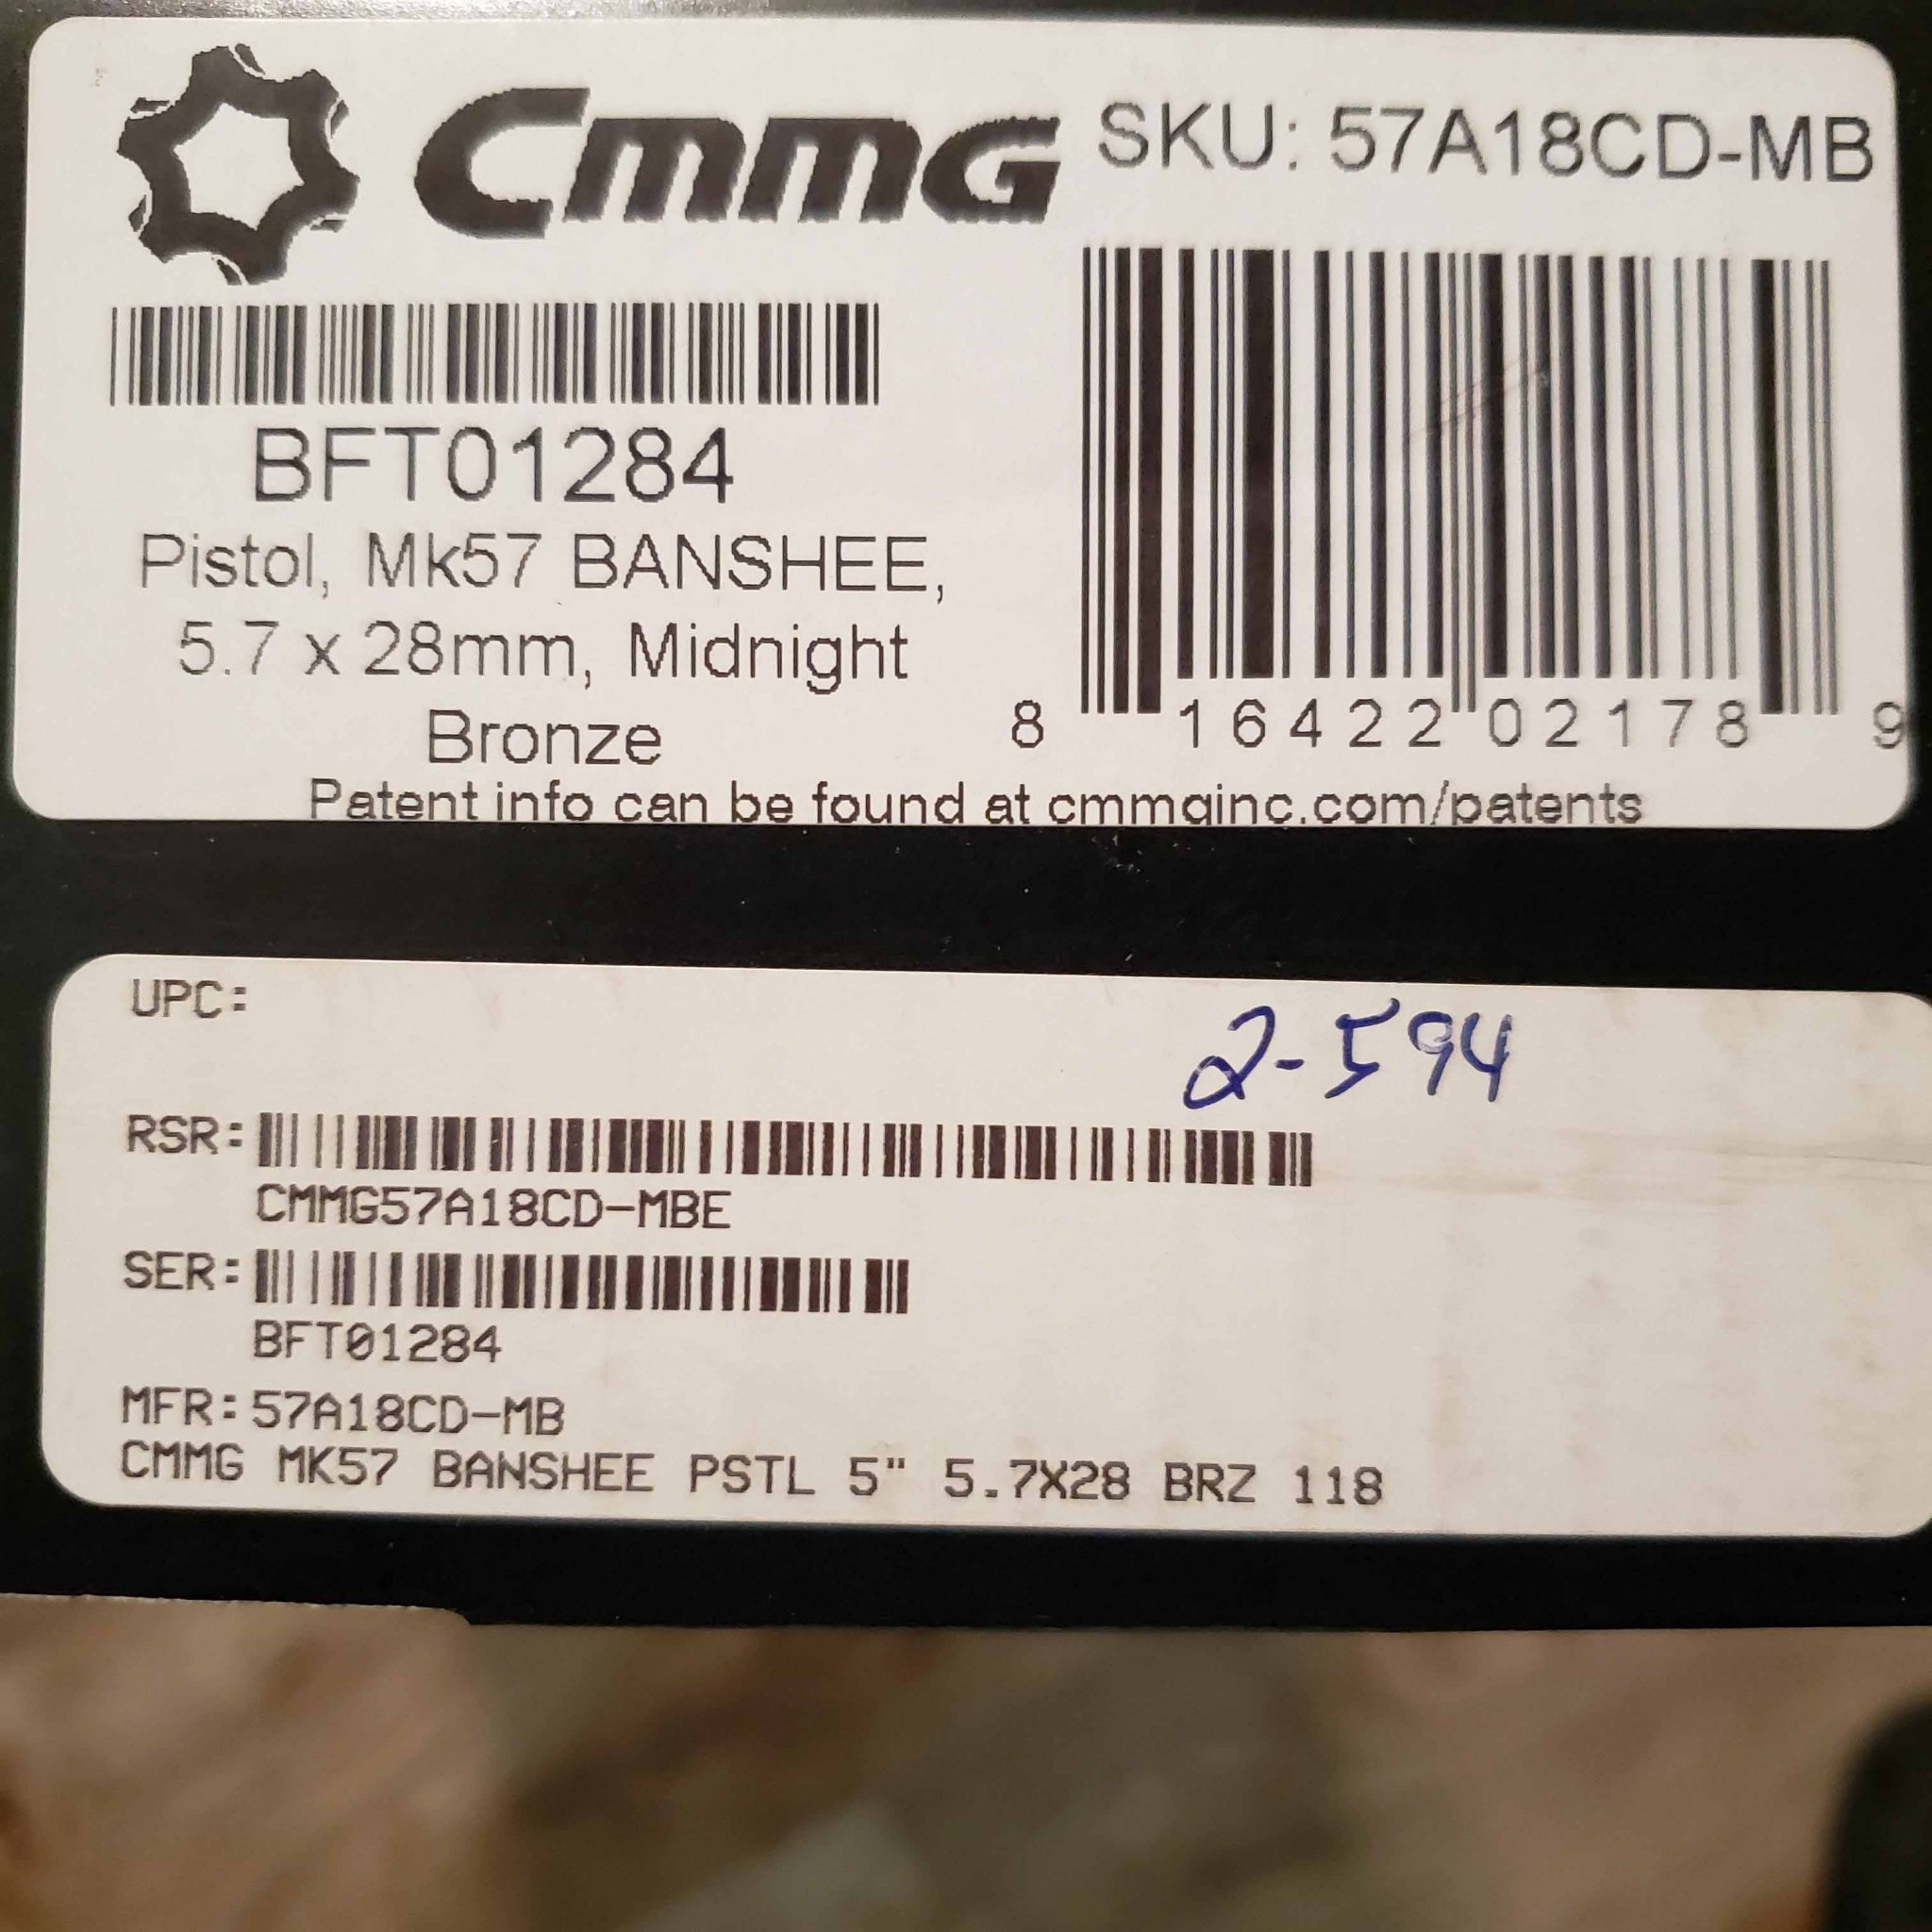 CMMG SKU: 57A18CD-MB
BFT01284
Pistol, Mk57 BANSHEE,
5.7 x 28mm, Midnight
Bronze
8 16422 02178 9
Patent info can be found at cmmginc.com/patents
UPC:
2-594
RSR:
CMMG57A18CD-MBE
SER:
BFT01284
MFR: 57A18CD-MB
CMMG MK57 BANSHEE PSTL 5" 5.7X28 BRZ 118